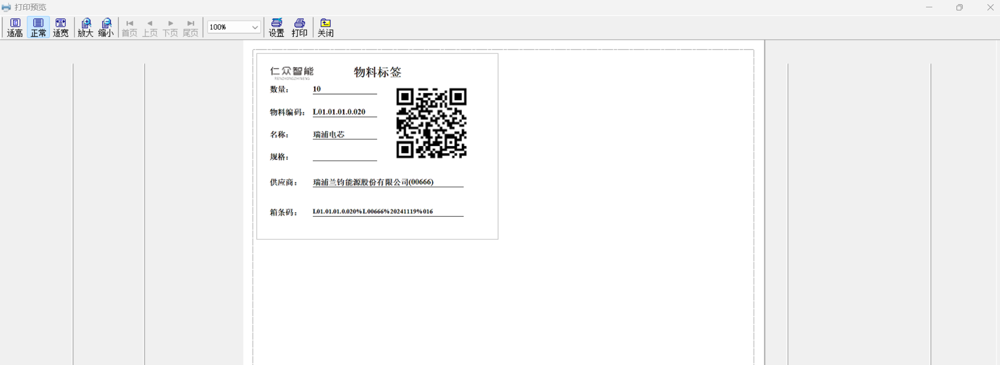 打印预览
适高 正常 适宽 放大 缩小 首页 上页 下页 尾页 100% 设置 打印 关闭
仁众智能 物料标签
RENZHONGZHINENG
数量： 10
物料编码： L01.01.01.0.020
名称： 瑞浦电芯
规格：
供应商： 瑞浦兰钧能源股份有限公司(00666)
箱条码： L01.01.01.0.020%L00666%20241119%016